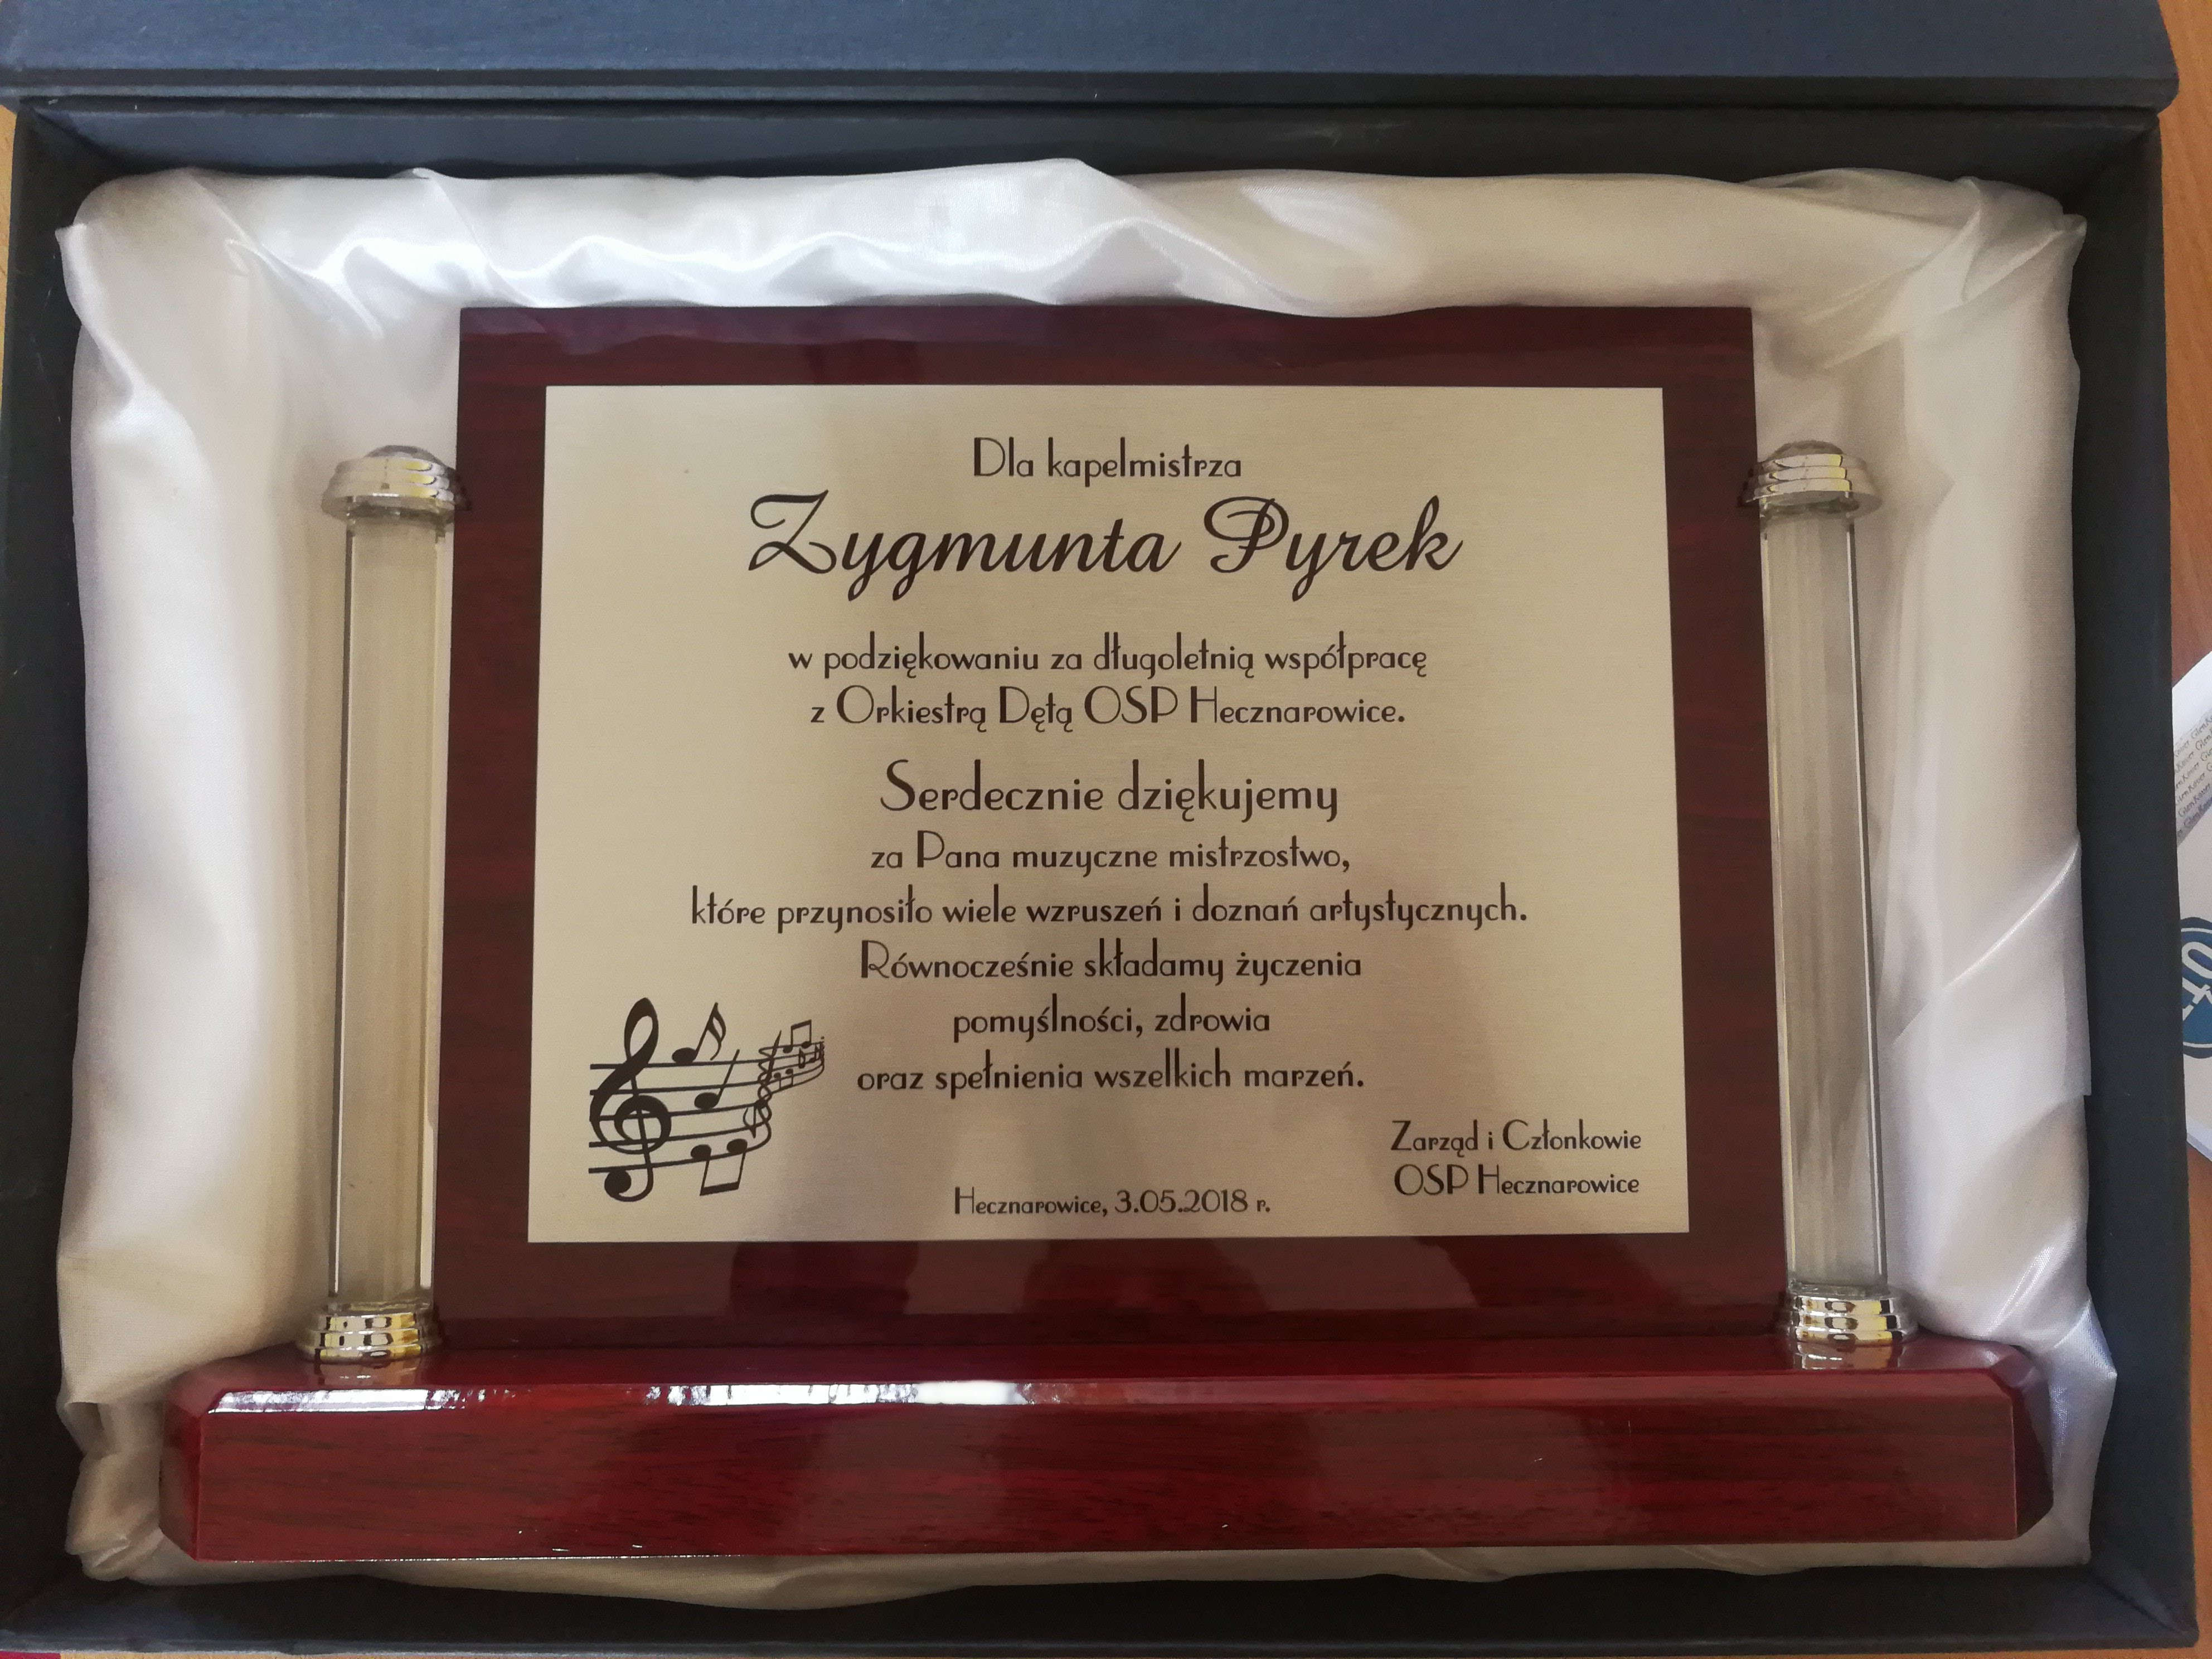 Dla kapelmistrza
Zygmunta Pyrek
w podziękowaniu za długoletnią współpracę
z Orkiestrą Dętą OSP Hecznarowice.
Serdecznie dziękujemy
za Pana muzyczne mistrzostwo,
które przynosiło wiele wzruszeń i doznań artystycznych.
Równocześnie składamy życzenia
pomyślności, zdrowia
oraz spełnienia wszelkich marzeń.
Zarząd i Członkowie
OSP Hecznarowice
Hecznarowice, 3.05.2018 r.